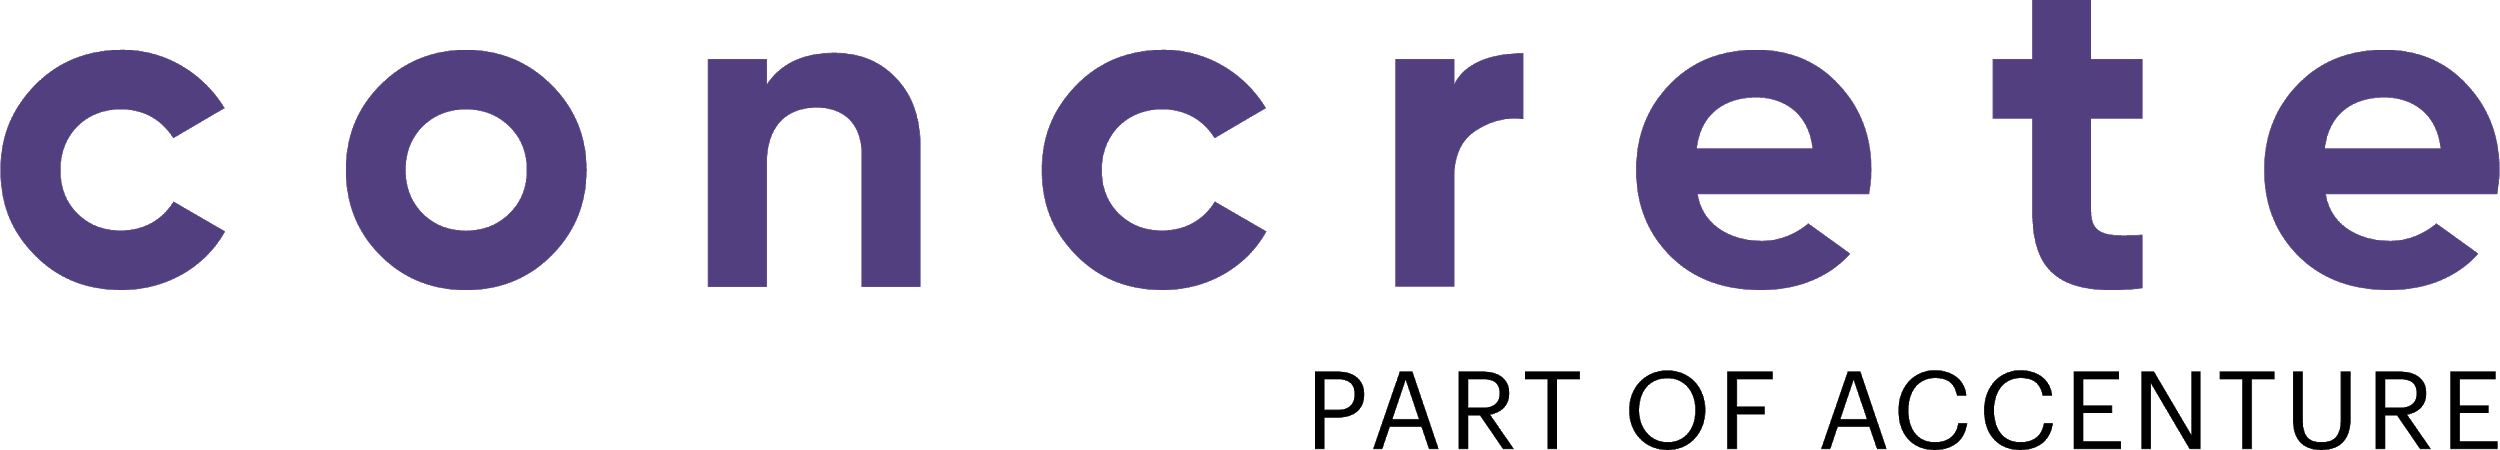 concrete
PART OF ACCENTURE